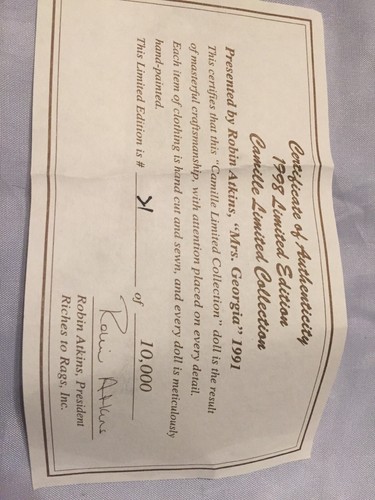 Certificate of Authenticity
1998 Limited Edition
Camille Limited Collection
Presented by Robin Atkins, "Mrs. Georgia" 1991
This certifies that this "Camille Limited Collection" doll is the result
of masterful craftsmanship, with attention placed on every detail.
Each item of clothing is hand cut and sewn, and every doll is meticulously
hand-painted.
This Limited Edition is # of 10,000
Robin Atkins
Robin Atkins, President
Riches to Rags, Inc.